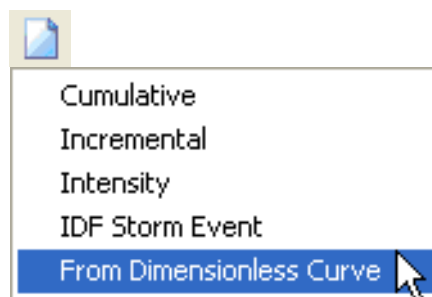 Cumulative
Incremental
Intensity
IDF Storm Event
From Dimensionless Curve